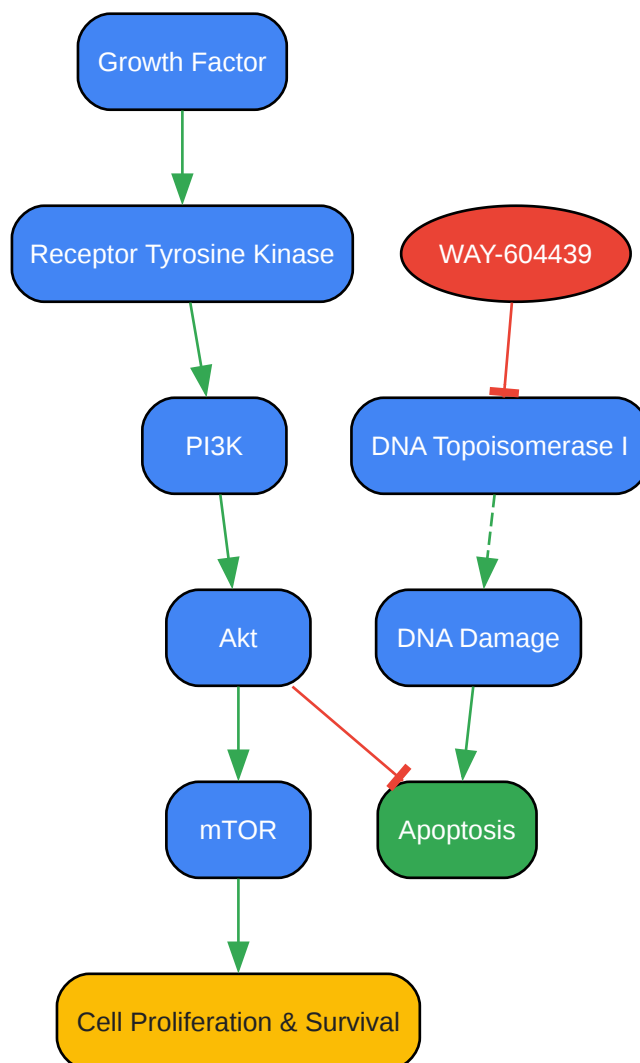 Growth Factor
Receptor Tyrosine Kinase
WAY-604439
PI3K
DNA Topoisomerase I
Akt
DNA Damage
mTOR
Apoptosis
Cell Proliferation & Survival